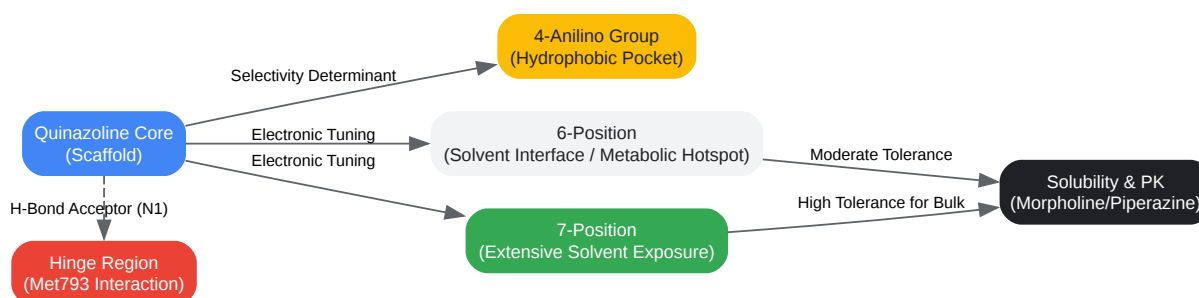 4-Anilino Group
(Hydrophobic Pocket)
Selectivity Determinant
Quinazoline Core
(Scaffold)
Electronic Tuning
Electronic Tuning
6-Position
(Solvent Interface / Metabolic Hotspot)
Moderate Tolerance
Solubility & PK
(Morpholine/Piperazine)
H-Bond Acceptor (N1)
High Tolerance for Bulk
7-Position
(Extensive Solvent Exposure)
Hinge Region
(Met793 Interaction)